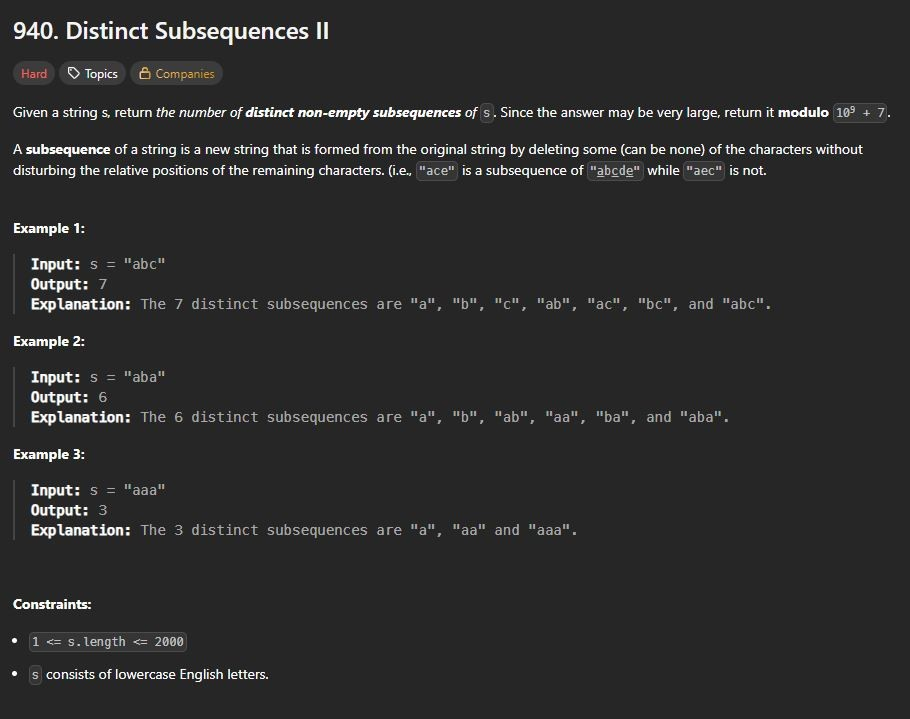 940. Distinct Subsequences II
Hard Topics Companies
Given a string s, return the number of distinct non-empty subsequences of s. Since the answer may be very large, return it modulo 10⁹ + 7.
A subsequence of a string is a new string that is formed from the original string by deleting some (can be none) of the characters without
disturbing the relative positions of the remaining characters. (i.e., "ace" is a subsequence of "abcde" while "aec" is not.
Example 1:
Input: s = "abc"
Output: 7
Explanation: The 7 distinct subsequences are "a", "b", "c", "ab", "ac", "bc", and "abc".
Example 2:
Input: s = "aba"
Output: 6
Explanation: The 6 distinct subsequences are "a", "b", "ab", "aa", "ba", and "aba".
Example 3:
Input: s = "aaa"
Output: 3
Explanation: The 3 distinct subsequences are "a", "aa" and "aaa".
Constraints:
• 1 <= s.length <= 2000
• s consists of lowercase English letters.